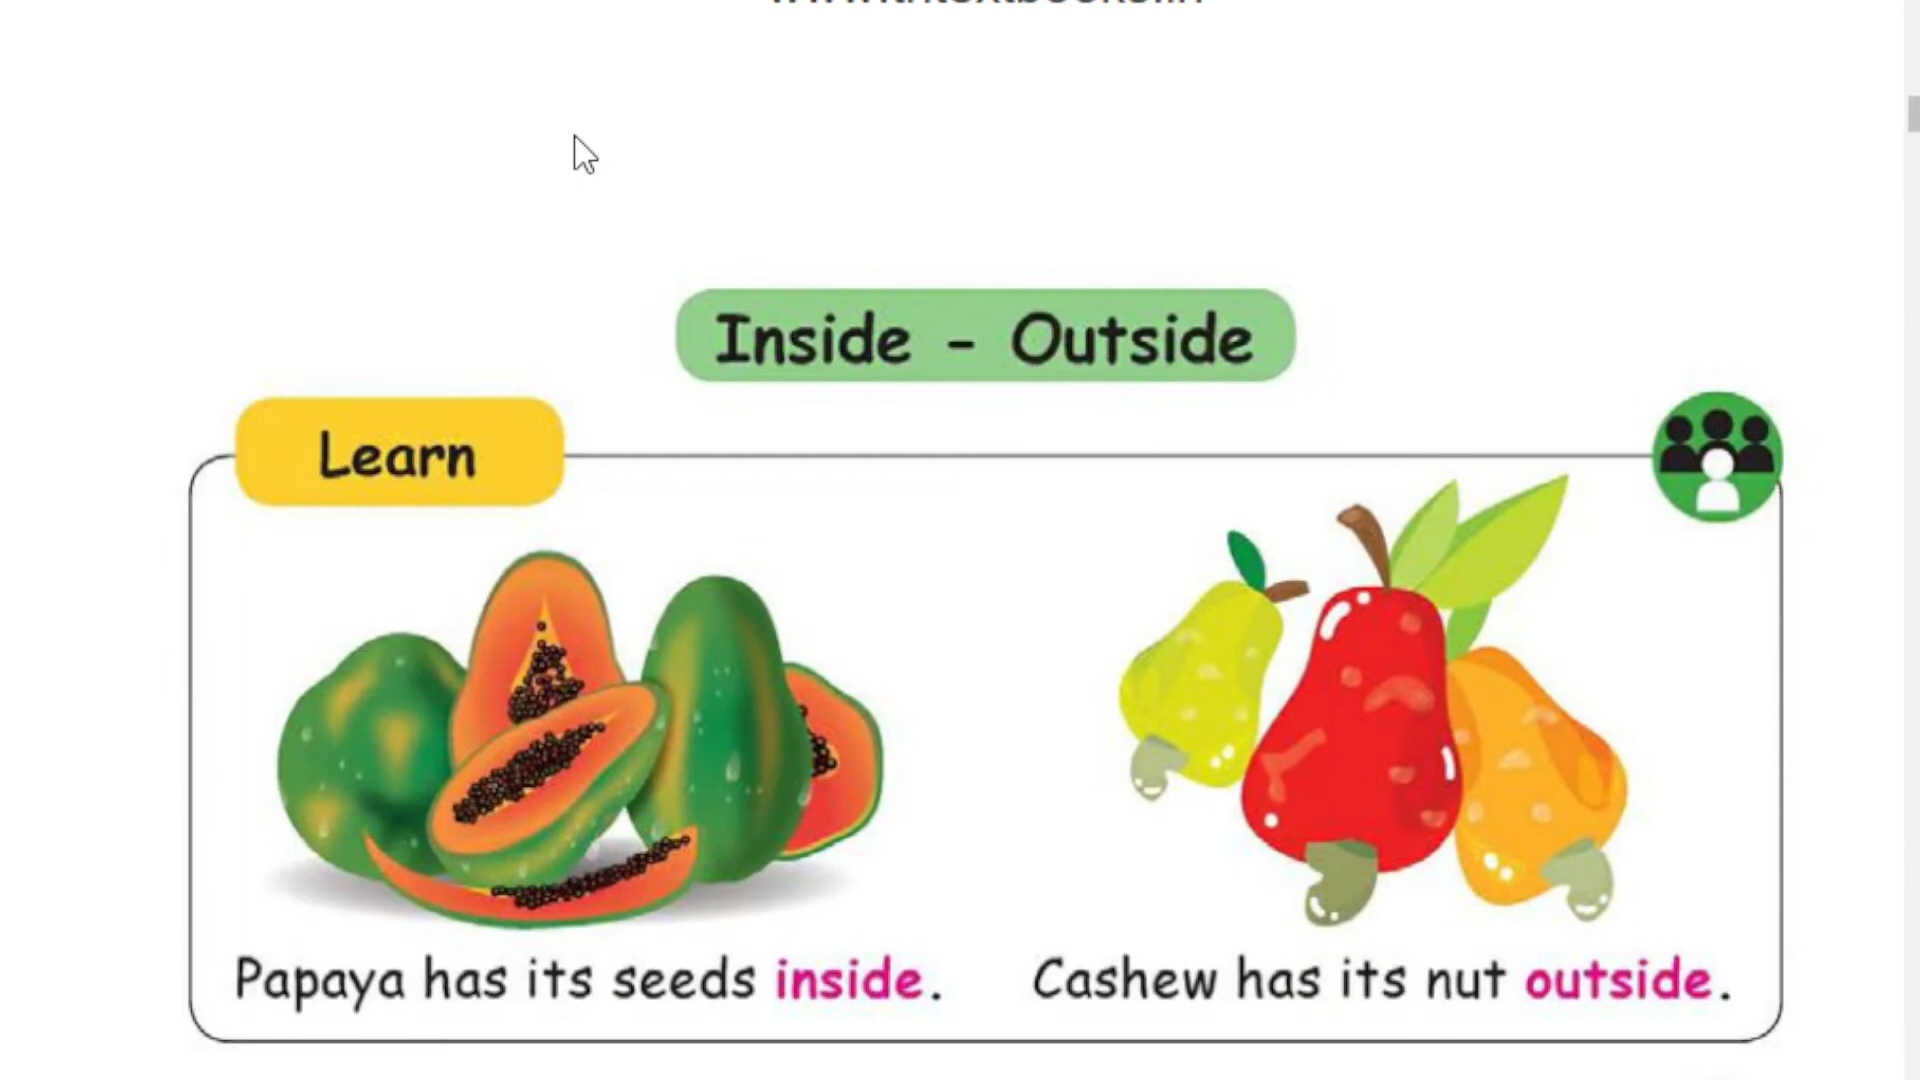 Inside - Outside
Learn
Papaya has its seeds inside.
Cashew has its nut outside.